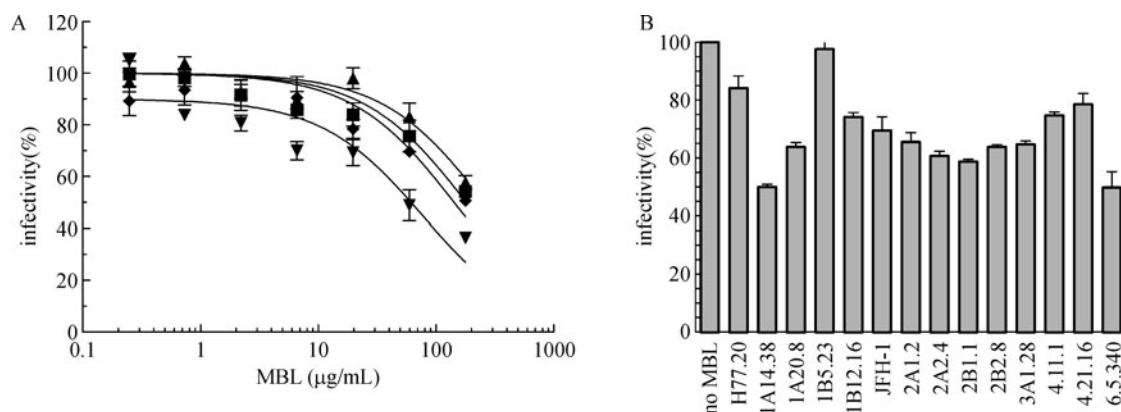 A
120
100
80
60
40
20
0
infectivity(%)
0.1
1
10
100
1000
MBL (μg/mL)
B
100
80
60
40
20
0
infectivity(%)
no MBL
H77.20
1A14.38
1A20.8
1B5.23
1B12.16
JFH-1
2A1.2
2A2.4
2B1.1
2B2.8
3A1.28
4.11.1
4.21.16
6.5.340